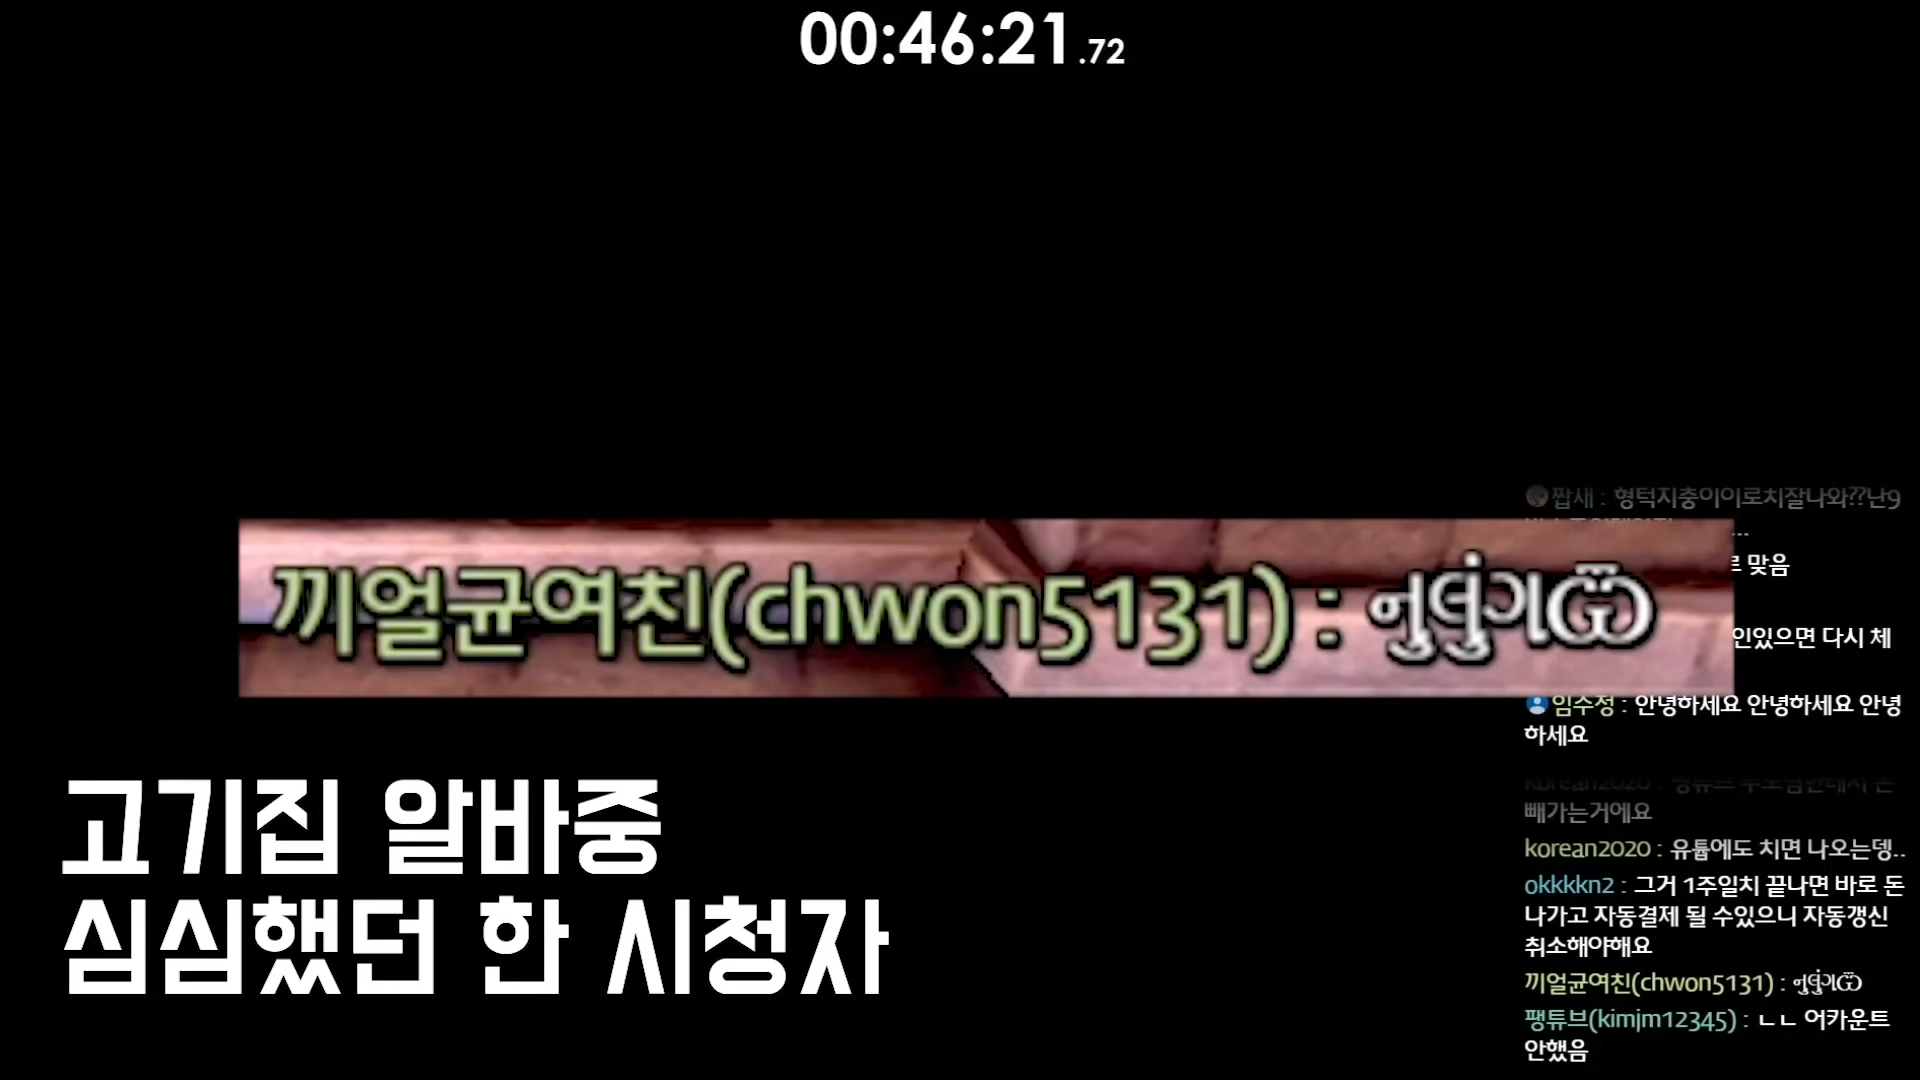 00:46:21.72
짭새 : 형턱지충이이로치잘나와??난9
...
르 맞음
끼얼균여친(chwon5131) :
인있으면 다시 체
임수정 : 안녕하세요 안녕하세요 안녕
하세요
고기집 알바중
심심했던 한 시청자
빼가는거에요
korean2020 : 유튭에도 치면 나오는뎅..
okkkkn2 : 그거 1주일치 끝나면 바로 돈
나가고 자동결제 될 수있으니 자동갱신
취소해야해요
끼얼균여친(chwon5131) :
팽튜브(kimjm12345) : ㄴㄴ 어카운트
안했음